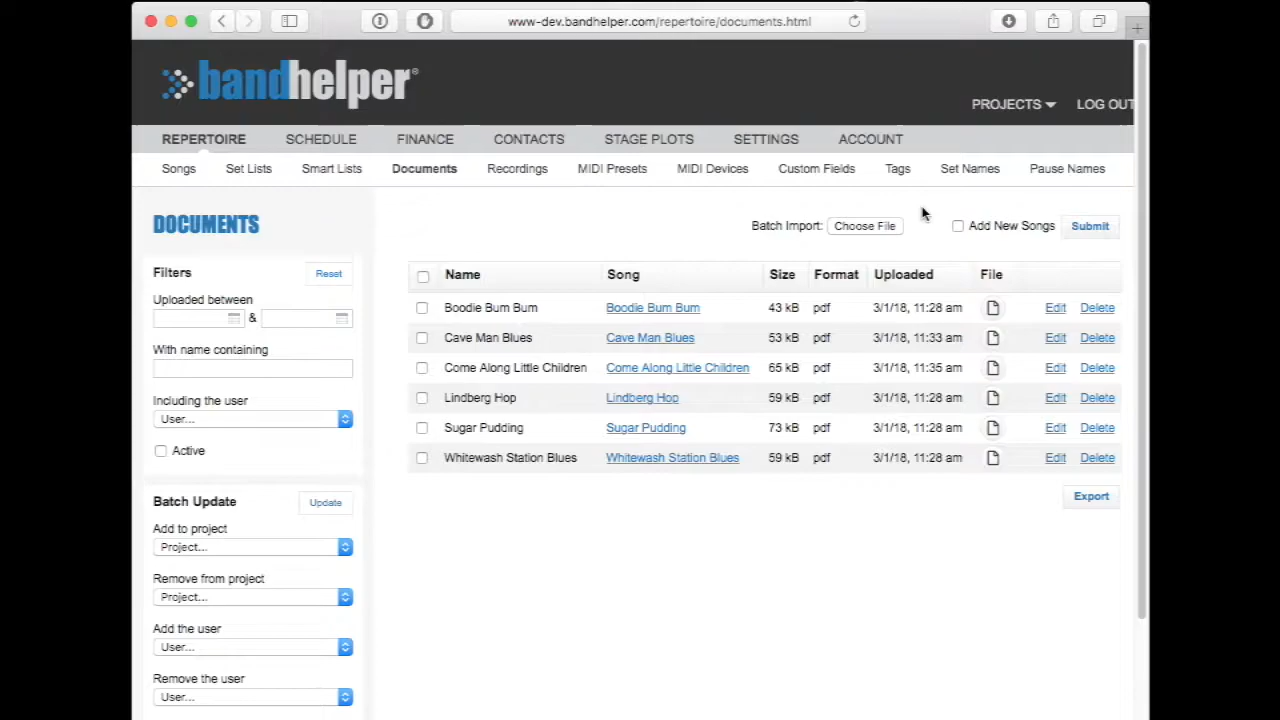 www-dev.bandhelper.com/repertoire/documents.html
bandhelper®
PROJECTS LOG OUT
REPERTOIRE SCHEDULE FINANCE CONTACTS STAGE PLOTS SETTINGS ACCOUNT
Songs Set Lists Smart Lists Documents Recordings MIDI Presets MIDI Devices Custom Fields Tags Set Names Pause Names
DOCUMENTS
Batch Import: Choose File Add New Songs Submit
Filters Reset
Uploaded between
&
With name containing
Including the user
User...
Active
Batch Update Update
Add to project
Project...
Remove from project
Project...
Add the user
User...
Remove the user
User...
Name Song Size Format Uploaded File
Boodie Bum Bum Boodie Bum Bum 43 kB pdf 3/1/18, 11:28 am Edit Delete
Cave Man Blues Cave Man Blues 53 kB pdf 3/1/18, 11:33 am Edit Delete
Come Along Little Children Come Along Little Children 65 kB pdf 3/1/18, 11:35 am Edit Delete
Lindberg Hop Lindberg Hop 59 kB pdf 3/1/18, 11:28 am Edit Delete
Sugar Pudding Sugar Pudding 73 kB pdf 3/1/18, 11:28 am Edit Delete
Whitewash Station Blues Whitewash Station Blues 59 kB pdf 3/1/18, 11:28 am Edit Delete
Export